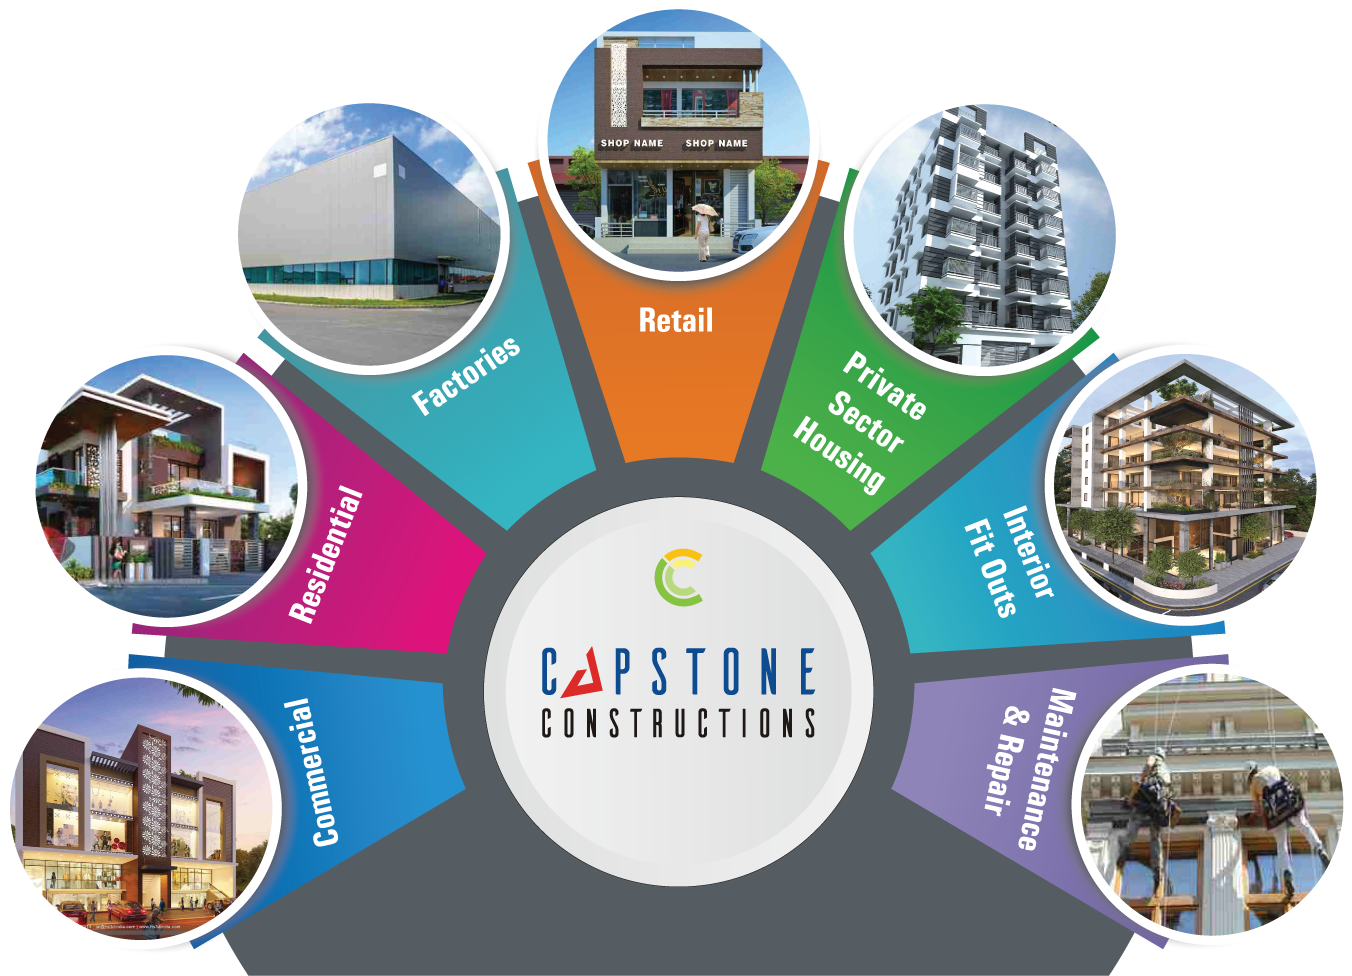 SHOP NAME SHOP NAME
Retail
Factories
Private
Sector
Housing
Residential
Interior
Fit Outs
Commercial
Maintenance
& Repair
C
CAPSTONE
CONSTRUCTIONS